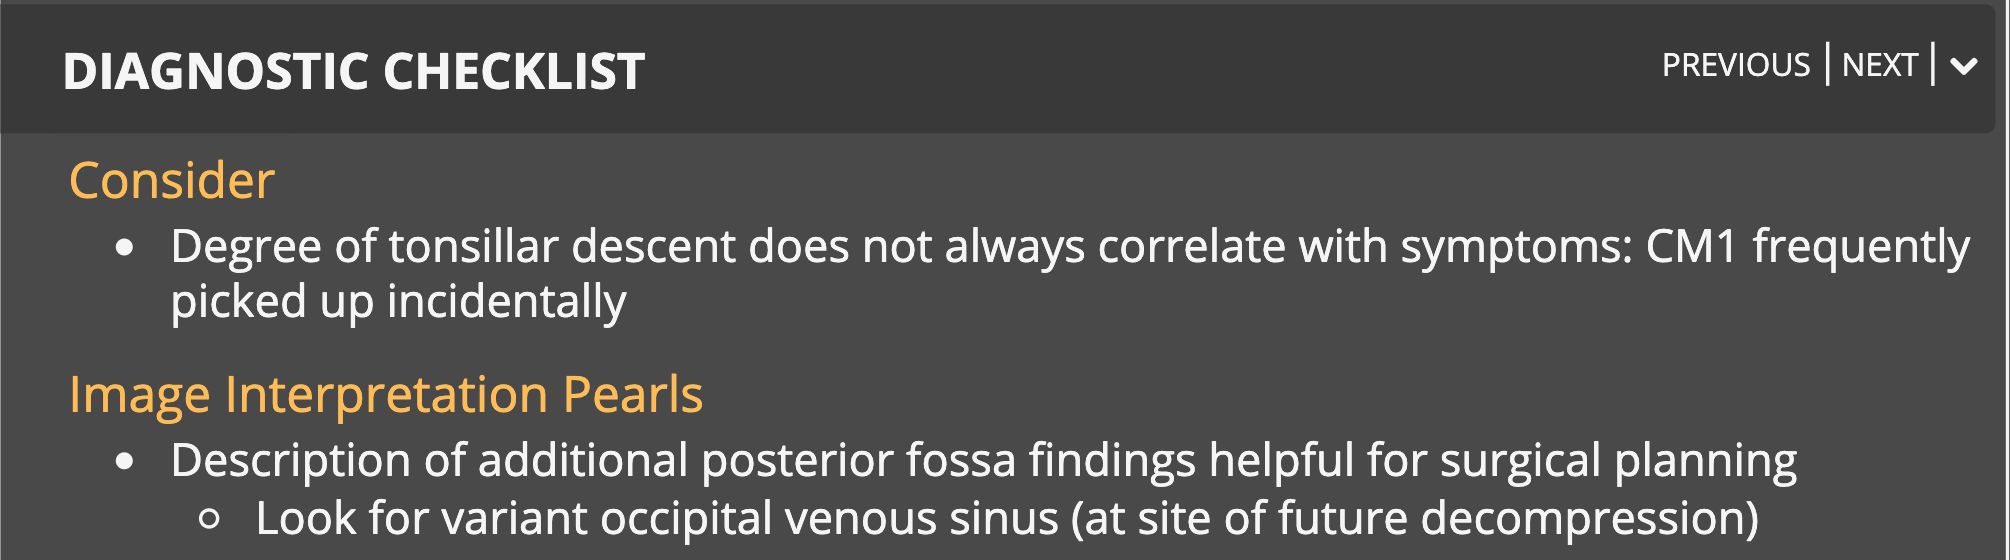 DIAGNOSTIC CHECKLIST
PREVIOUS | NEXT |
Consider
• Degree of tonsillar descent does not always correlate with symptoms: CM1 frequently
picked up incidentally
Image Interpretation Pearls
• Description of additional posterior fossa findings helpful for surgical planning
○ Look for variant occipital venous sinus (at site of future decompression)